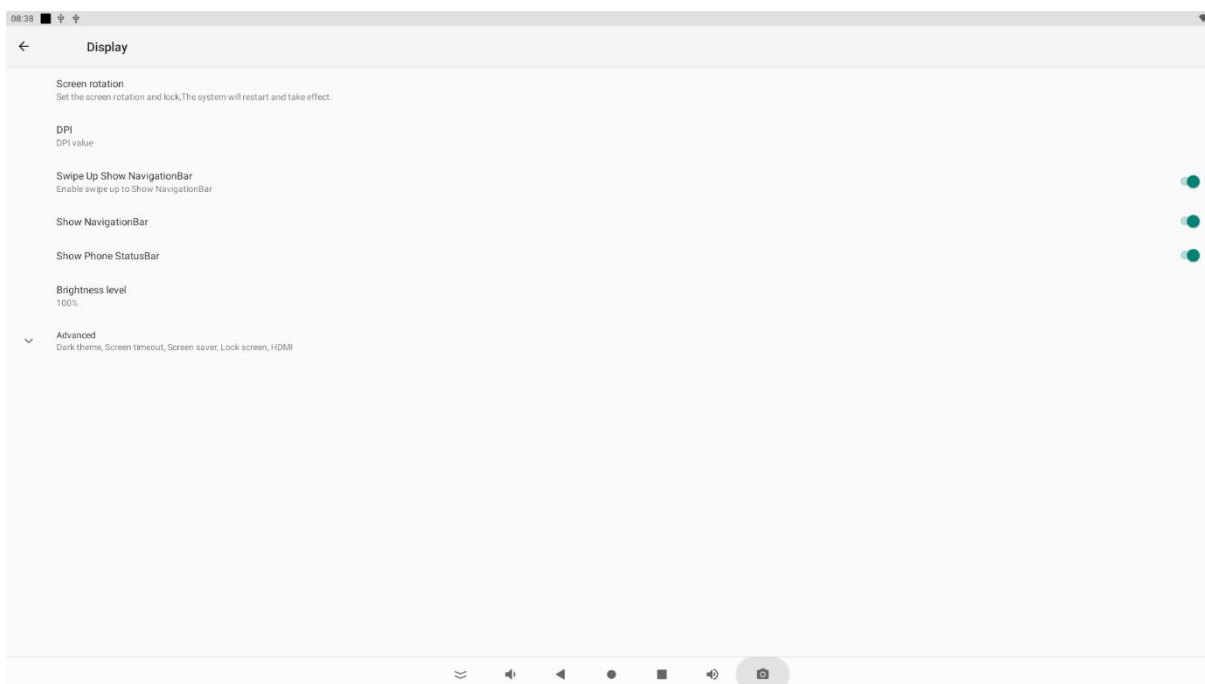 08:38
Display
Screen rotation
Set the screen rotation and lock,The system will restart and take effect.
DPI
DPI value
Swipe Up Show NavigationBar
Enable swipe up to Show NavigationBar
Show NavigationBar
Show Phone StatusBar
Brightness level
100%
Advanced
Dark theme, Screen timeout, Screen saver, Lock screen, HDMI